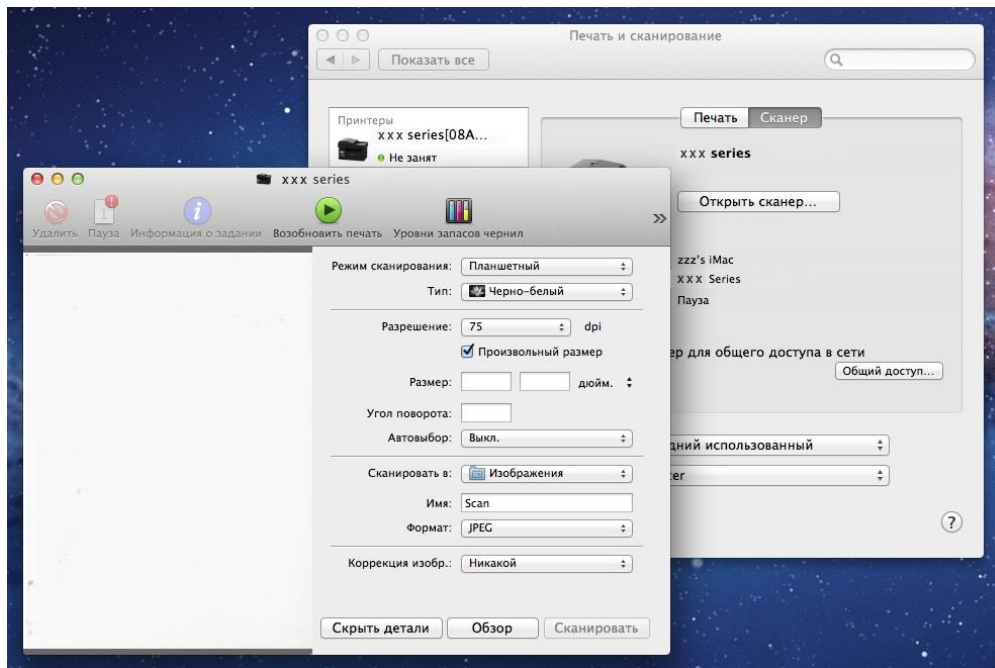 Печать и сканирование
Показать все
Принтеры
xxx series[08A...
Не занят
Печать Сканер
xxx series
Открыть сканер...
zzz's iMac
xxx Series
Пауза
ер для общего доступа в сети
Общий доступ...
дний использованный
er
?
xxx series
Удалить Пауза Информация о задании Возобновить печать Уровни запасов чернил
Режим сканирования: Планшетный
Тип: Черно-белый
Разрешение: 75 dpi
Произвольный размер
Размер: дюйм.
Угол поворота:
Автовыбор: Выкл.
Сканировать в: Изображения
Имя: Scan
Формат: JPEG
Коррекция изобр.: Никакой
Скрыть детали Обзор Сканировать